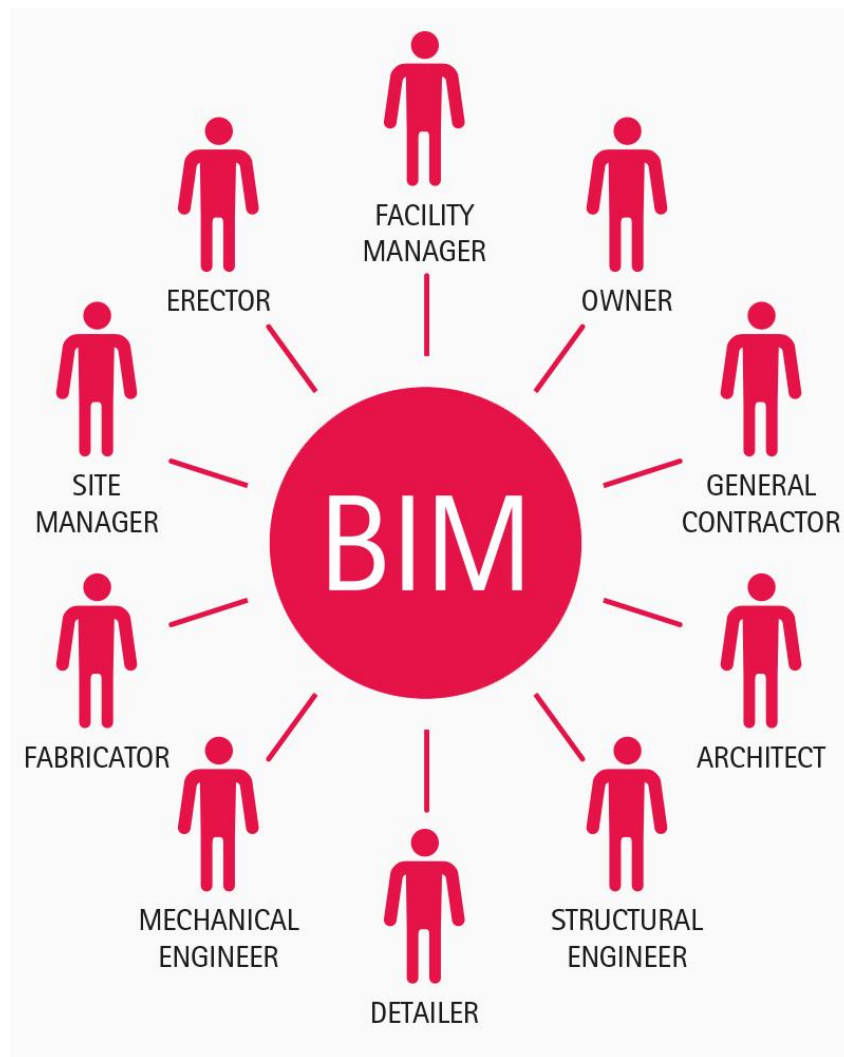 FACILITY
MANAGER
ERECTOR
OWNER
SITE
MANAGER
GENERAL
CONTRACTOR
BIM
FABRICATOR
ARCHITECT
MECHANICAL
ENGINEER
STRUCTURAL
ENGINEER
DETAILER